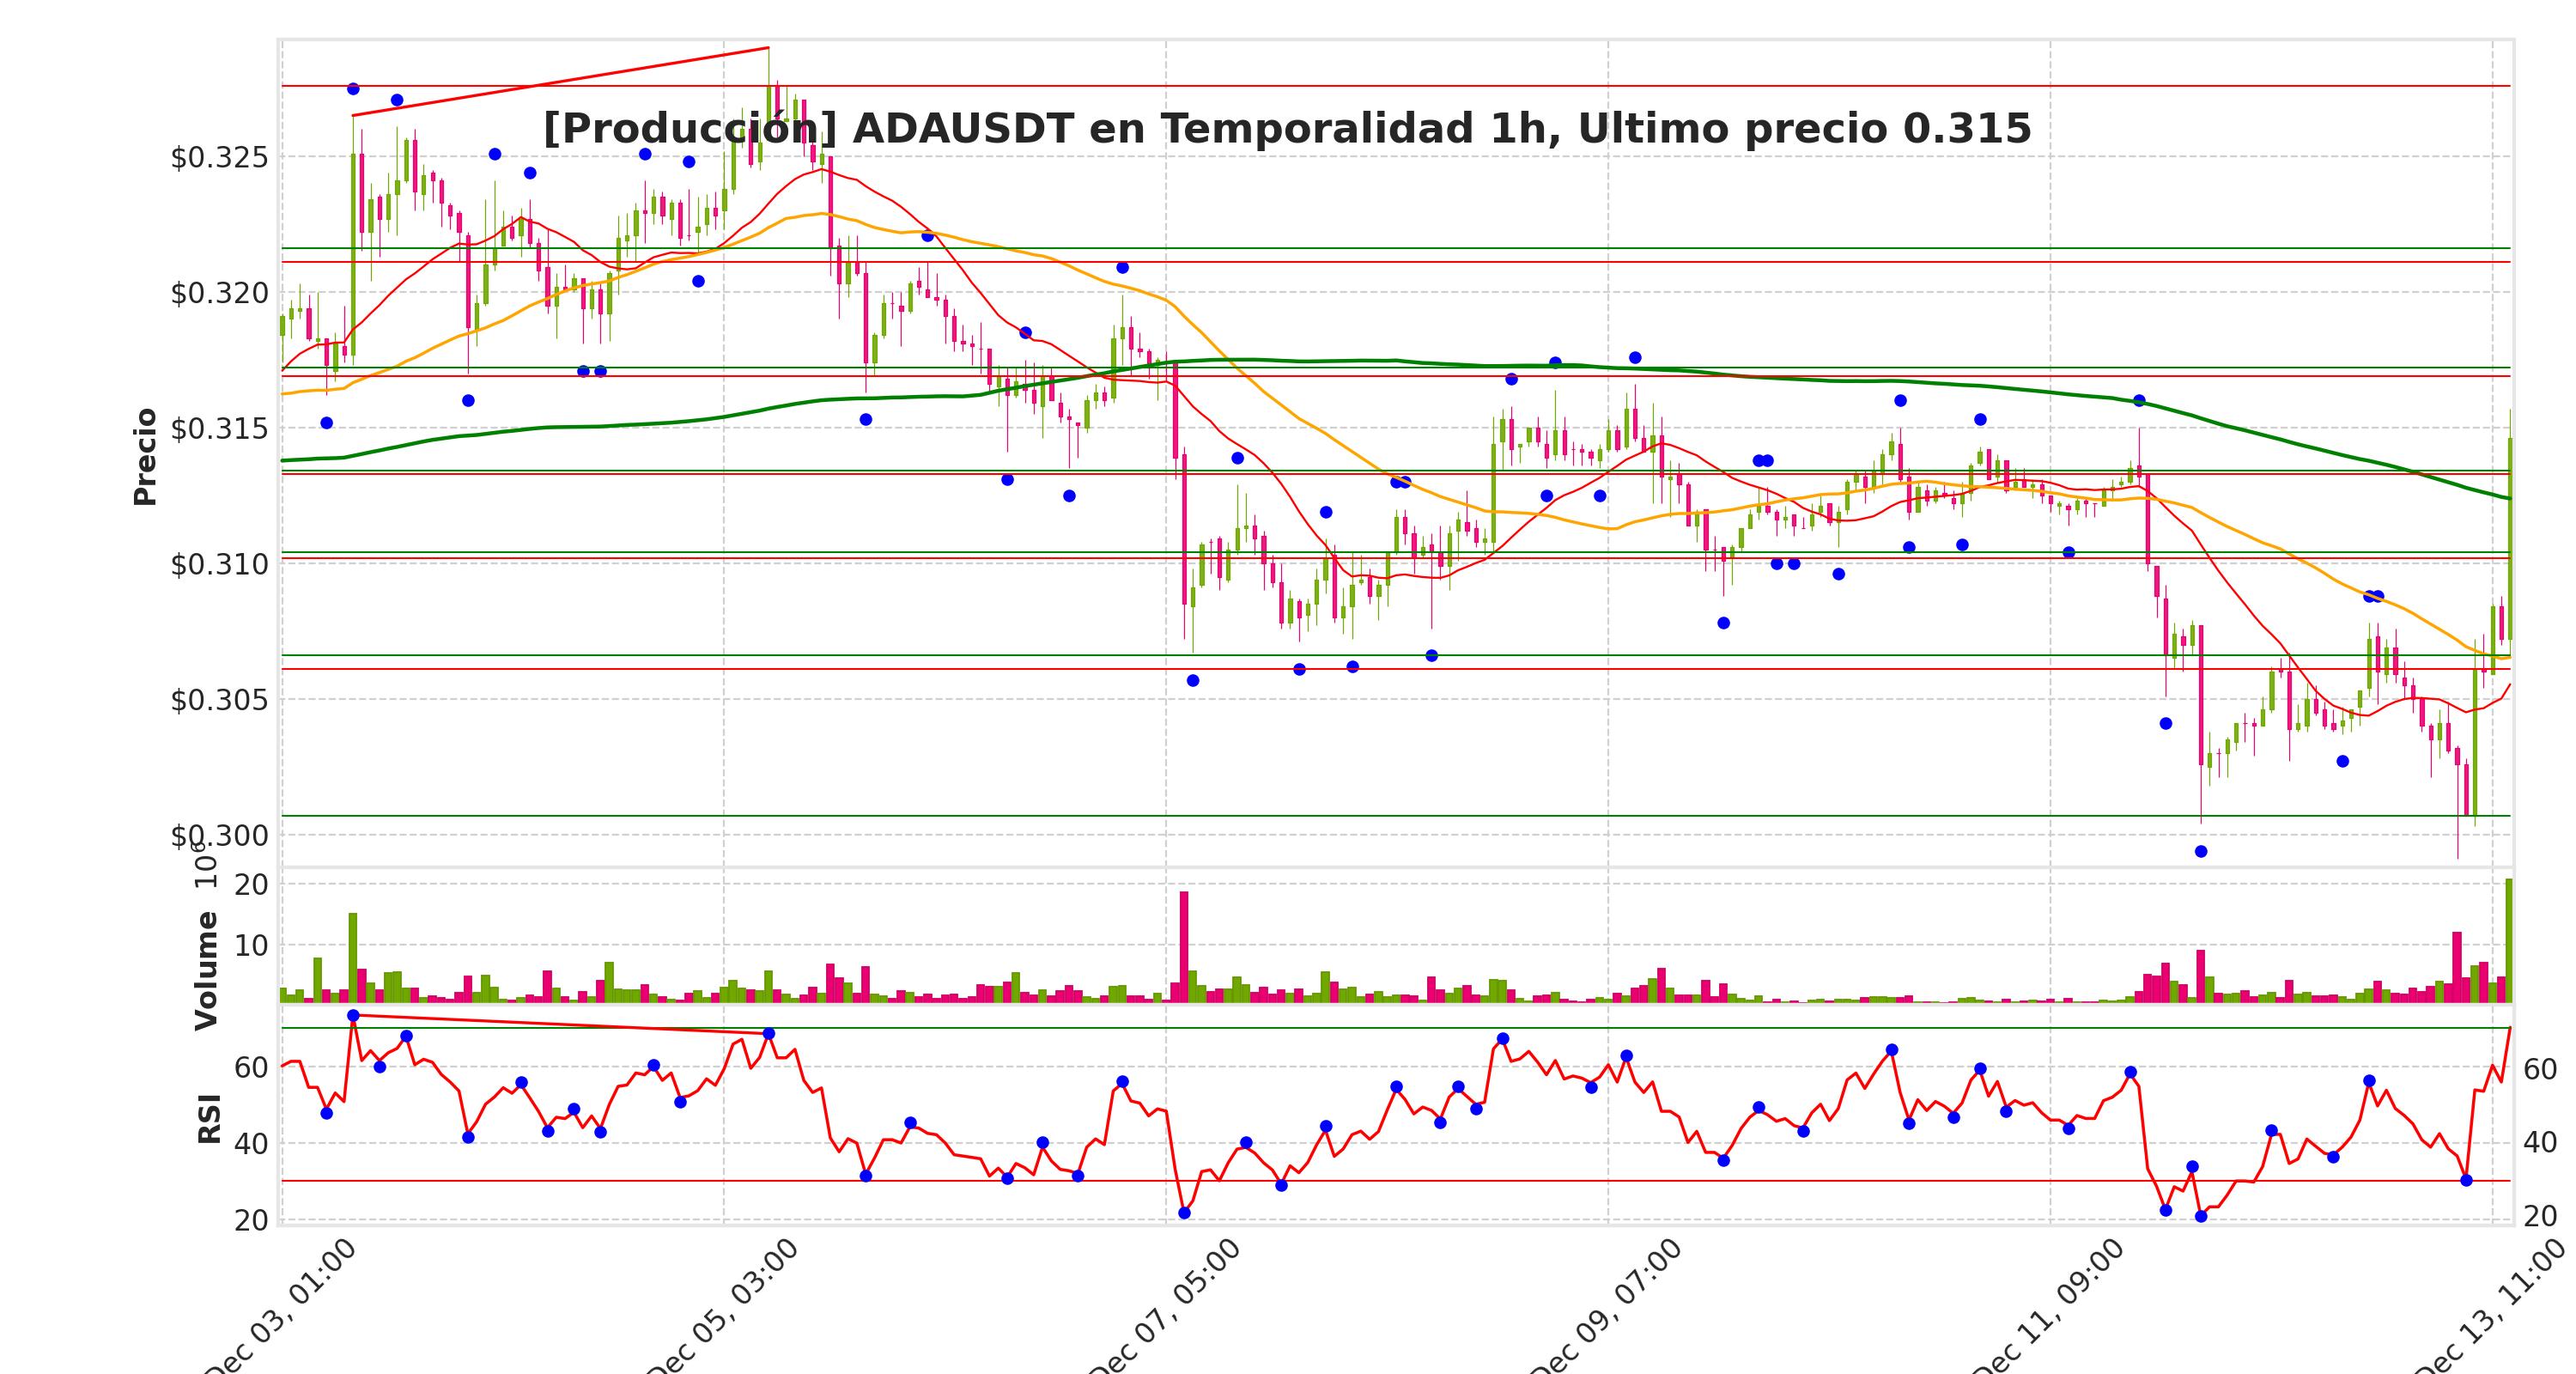 [Producción] ADAUSDT en Temporalidad 1h, Ultimo precio 0.315
Precio
$0.325
$0.320
$0.315
$0.310
$0.305
$0.300
Volume 10⁶
20
10
RSI
60
40
20
60
40
20
Dec 03, 01:00
Dec 05, 03:00
Dec 07, 05:00
Dec 09, 07:00
Dec 11, 09:00
Dec 13, 11:00